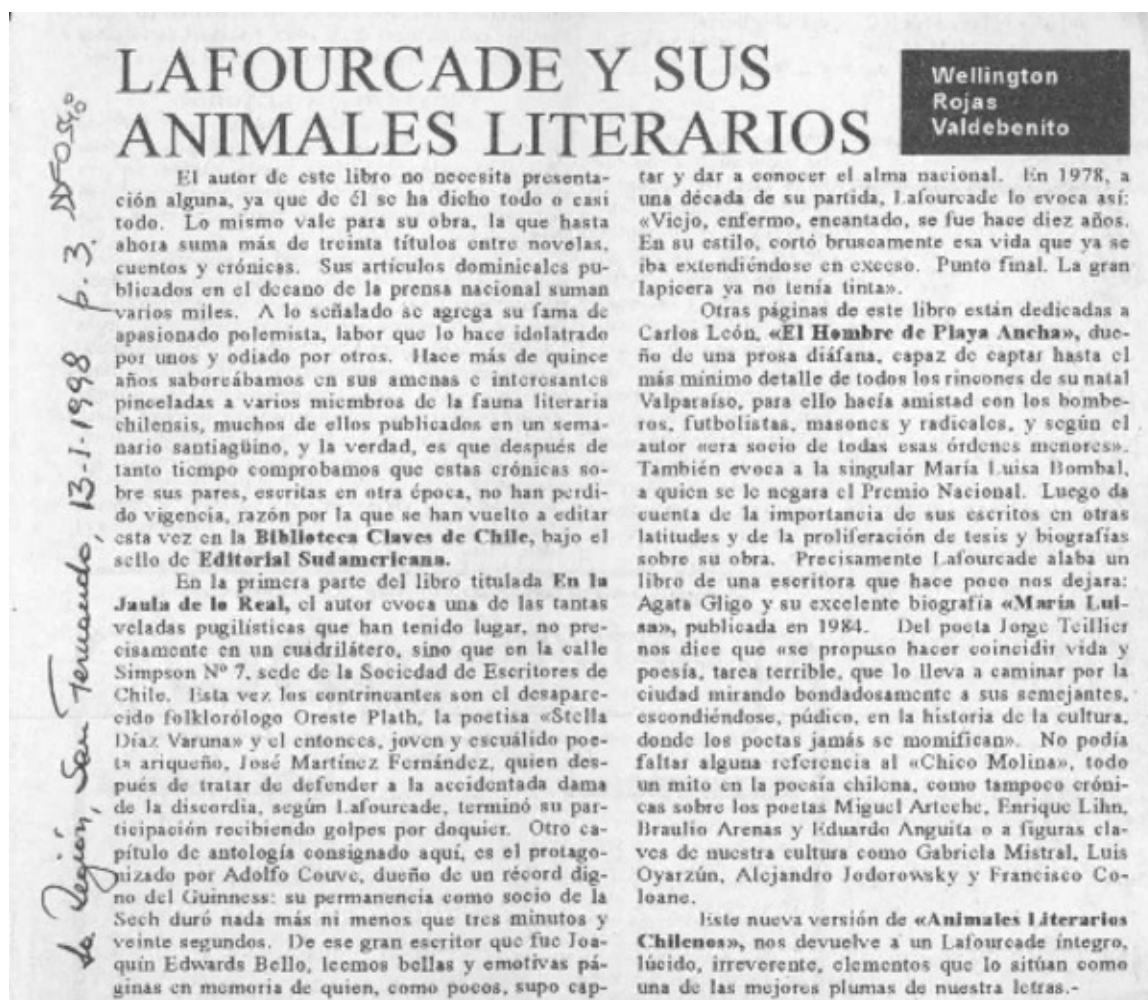 LAFOURCADE Y SUS
ANIMALES LITERARIOS
Wellington
Rojas
Valdebenito
El autor de este libro no necesita presenta-
ción alguna, ya que de él se ha dicho todo o casi
todo. Lo mismo vale para su obra, la que hasta
ahora suma más de treinta títulos entre novelas,
cuentos y crónicas. Sus artículos dominicales pu-
blicados en el decano de la prensa nacional suman
varios miles. A lo señalado se agrega su fama de
apasionado polemista, labor que lo hace idolatrado
por unos y odiado por otros. Hace más de quince
años saboreábamos en sus amenas e interesantes
pinceladas a varios miembros de la fauna literaria
chilensis, muchos de ellos publicados en un sema-
nario santiagüino, y la verdad, es que después de
tanto tiempo comprobamos que estas crónicas so-
bre sus pares, escritas en otra época, no han perdi-
do vigencia, razón por la que se han vuelto a editar
esta vez en la Biblioteca Claves de Chile, bajo el
sello de Editorial Sudamericana.
En la primera parte del libro titulada En la
Jaula de lo Real, el autor evoca una de las tantas
veladas pugilísticas que han tenido lugar, no pre-
cisamente en un cuadrilátero, sino que en la calle
Simpson Nº 7, sede de la Sociedad de Escritores de
Chile. Esta vez los contrincantes son el desapare-
cido folklorólogo Oreste Plath, la poetisa «Stella
Díaz Varuna» y el entonces, joven y escuálido poe-
ta ariqueño, José Martínez Fernández, quien des-
pués de tratar de defender a la accidentada dama
de la discordia, según Lafourcade, terminó su par-
ticipación recibiendo golpes por doquier. Otro ca-
pítulo de antología consignado aquí, es el protago-
nizado por Adolfo Couve, dueño de un récord dig-
no del Guinness: su permanencia como socio de la
Sech duró nada más ni menos que tres minutos y
veinte segundos. De ese gran escritor que fue Joa-
quín Edwards Bello, leemos bellas y emotivas pá-
ginas en memoria de quien, como pocos, supo cap-
tar y dar a conocer el alma nacional. En 1978, a
una década de su partida, Lafourcade lo evoca así:
«Viejo, enfermo, encantado, se fue hace diez años.
En su estilo, cortó bruscamente esa vida que ya se
iba extendiéndose en exceso. Punto final. La gran
lapicera ya no tenía tinta».
Otras páginas de este libro están dedicadas a
Carlos León, «El Hombre de Playa Ancha», due-
ño de una prosa diáfana, capaz de captar hasta el
más mínimo detalle de todos los rincones de su natal
Valparaíso, para ello hacía amistad con los bombe-
ros, futbolistas, masones y radicales, y según el
autor «era socio de todas esas órdenes menores».
También evoca a la singular María Luisa Bombal,
a quien se le negara el Premio Nacional. Luego da
cuenta de la importancia de sus escritos en otras
latitudes y de la proliferación de tesis y biografías
sobre su obra. Precisamente Lafourcade alaba un
libro de una escritora que hace poco nos dejara:
Agata Gligo y su excelente biografía «María Lui-
sa», publicada en 1984. Del poeta Jorge Teillier
nos dice que «se propuso hacer coincidir vida y
poesía, tarea terrible, que lo lleva a caminar por la
ciudad mirando bondadosamente a sus semejantes,
escondiéndose, púdico, en la historia de la cultura,
donde los poetas jamás se momifican». No podía
faltar alguna referencia al «Chico Molina», todo
un mito en la poesía chilena, como tampoco cróni-
cas sobre los poetas Miguel Arteche, Enrique Lihn,
Braulio Arenas y Eduardo Anguita o a figuras cla-
ves de nuestra cultura como Gabriela Mistral, Luis
Oyarzún, Alejandro Jodorowsky y Francisco Co-
loane.
Este nueva versión de «Animales Literarios
Chilenos», nos devuelve a un Lafourcade íntegro,
lúcido, irreverente, elementos que lo sitúan como
una de las mejores plumas de nuestra letras.-
La Región, San Fernando, 13-I-1998 p. 3.